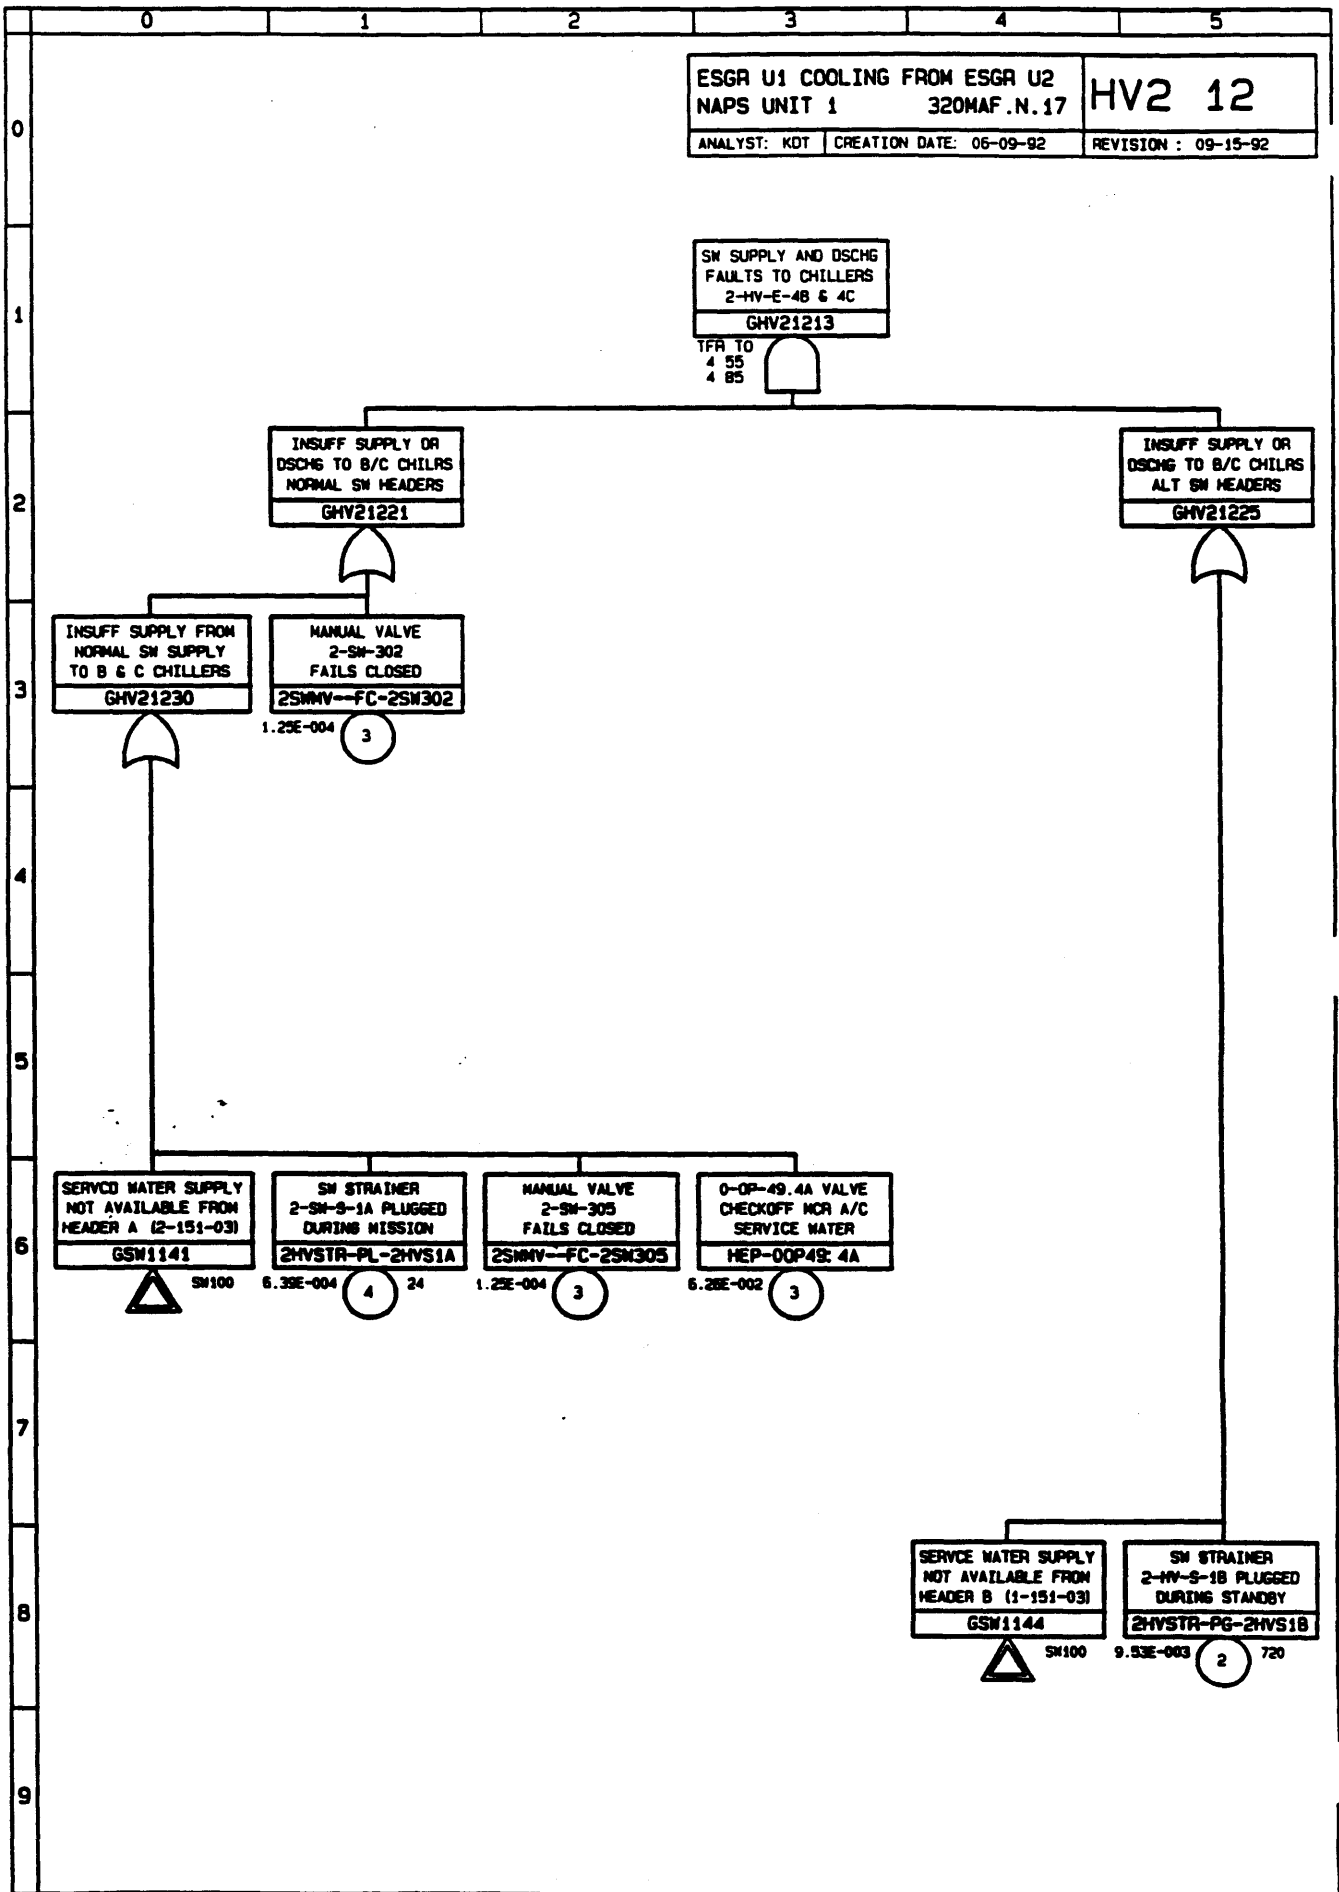 0 1 2 3 4 5
ESGR U1 COOLING FROM ESGR U2
NAPS UNIT 1 320MAF.N.17
HV2 12
ANALYST: KDT CREATION DATE: 06-09-92 REVISION : 09-15-92
0
SW SUPPLY AND DSCHG
FAULTS TO CHILLERS
2-HV-E-4B & 4C
GHV21213
1
TFR TO
4 55
4 85
INSUFF SUPPLY OR
DSCHG TO B/C CHILRS
NORMAL SW HEADERS
GHV21221
INSUFF SUPPLY OR
DSCHG TO B/C CHILRS
ALT SW HEADERS
GHV21225
2
INSUFF SUPPLY FROM
NORMAL SW SUPPLY
TO B & C CHILLERS
GHV21230
MANUAL VALVE
2-SW-302
FAILS CLOSED
2SWMV--FC-2SW302
1.25E-004 3
3
4
5
SERVCD WATER SUPPLY
NOT AVAILABLE FROM
HEADER A (2-151-03)
GSW1141
SW100
SW STRAINER
2-SW-S-1A PLUGGED
DURING MISSION
2HVSTR-PL-2HVS1A
6.39E-004 4 24
MANUAL VALVE
2-SW-305
FAILS CLOSED
2SWMV--FC-2SW305
1.25E-004 3
0-OP-49.4A VALVE
CHECKOFF MCR A/C
SERVICE WATER
HEP-0OP49: 4A
6.26E-002 3
6
7
SERVCE WATER SUPPLY
NOT AVAILABLE FROM
HEADER B (1-151-03)
GSW1144
SW100
SW STRAINER
2-HV-S-1B PLUGGED
DURING STANDBY
2HVSTR-PG-2HVS1B
9.53E-003 2 720
8
9